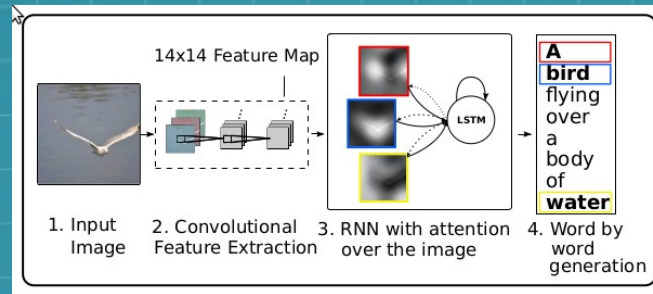 14x14 Feature Map
LSTM
A
bird
flying
over
a
body
of
water
1. Input
Image
2. Convolutional
Feature Extraction
3. RNN with attention
over the image
4. Word by
word
generation